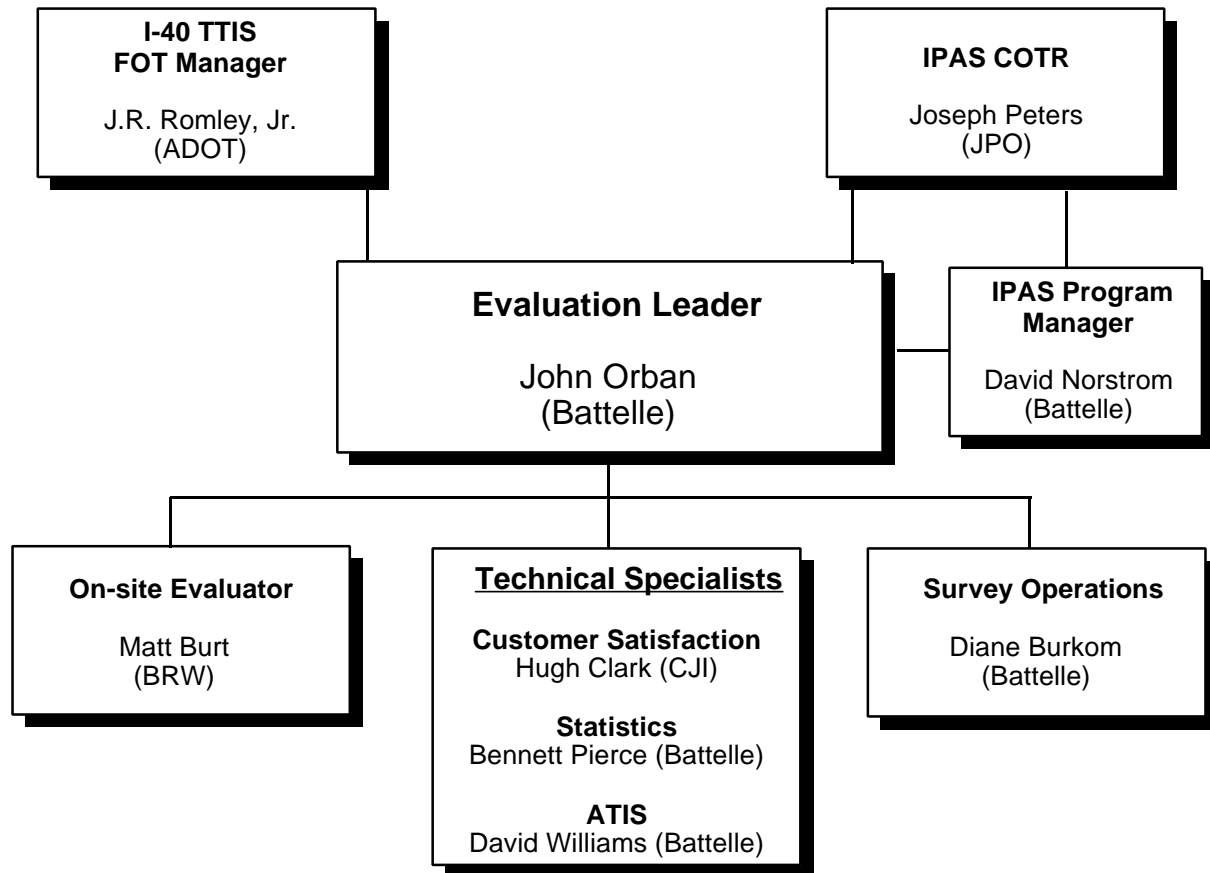 I-40 TTIS
FOT Manager
J.R. Romley, Jr.
(ADOT)
IPAS COTR
Joseph Peters
(JPO)
Evaluation Leader
John Orban
(Battelle)
IPAS Program
Manager
David Norstrom
(Battelle)
On-site Evaluator
Matt Burt
(BRW)
Technical Specialists
Customer Satisfaction
Hugh Clark (CJI)
Statistics
Bennett Pierce (Battelle)
ATIS
David Williams (Battelle)
Survey Operations
Diane Burkom
(Battelle)